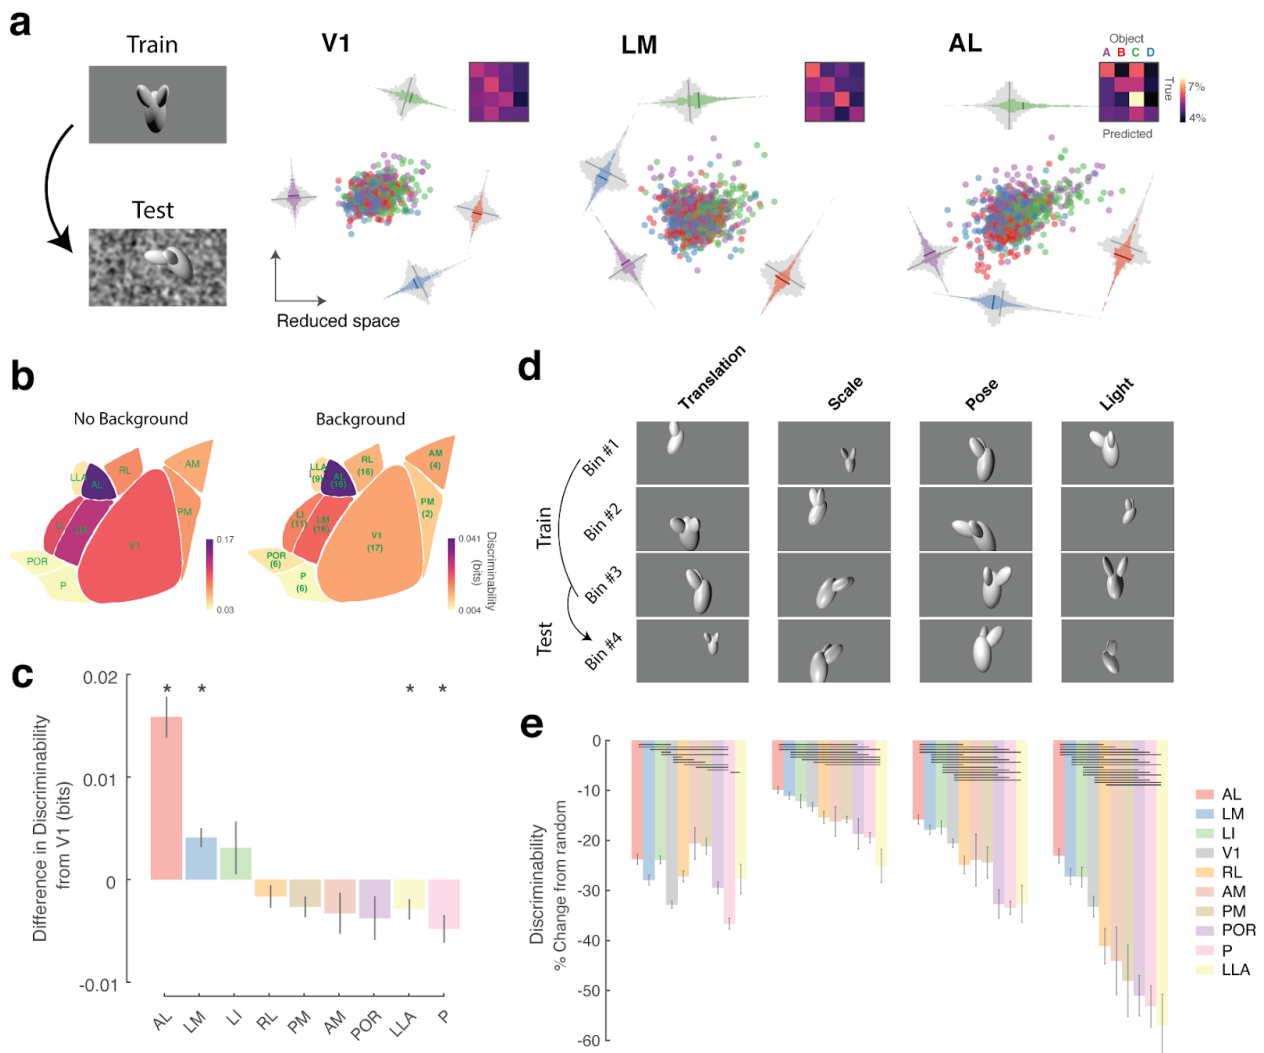 a
Train
Test
V1
LM
AL
Object
A B C D
True
7%
4%
Predicted
Reduced space
b
No Background
LLA
AL
RL
AM
LI
LM
V1
PM
POR
P
0.17
0.03
Background
LLA
(9)
AL
(18)
RL
(16)
AM
(4)
LI
(11)
LM
(16)
V1
(17)
PM
(2)
POR
(6)
P
(6)
0.041
0.004
Discriminability
(bits)
c
Difference in Discriminability
from V1 (bits)
0.02
0.01
0
-0.01
* * * *
AL LM LI RL PM AM POR LLA P
d
Translation Scale Pose Light
Train
Test
Bin #1
Bin #2
Bin #3
Bin #4
e
Discriminability
% Change from random
0
-10
-20
-30
-40
-50
-60
AL
LM
LI
V1
RL
AM
PM
POR
P
LLA